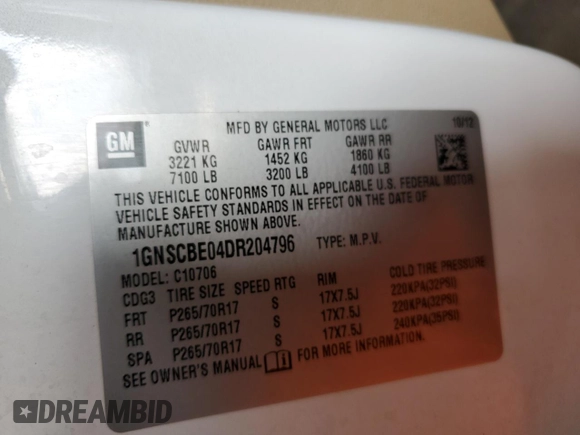 MFD BY GENERAL MOTORS LLC 10/12
GM
GVWR GAWR FRT GAWR RR
3221 KG 1452 KG 1860 KG
7100 LB 3200 LB 4100 LB
THIS VEHICLE CONFORMS TO ALL APPLICABLE U.S. FEDERAL MOTOR
VEHICLE SAFETY STANDARDS IN EFFECT ON THE DATE OF
MANUFACTURE SHOWN ABOVE.
1GNSCBE04DR204796 TYPE: M.P.V.
MODEL: C10706
CDG3 TIRE SIZE SPEED RTG RIM COLD TIRE PRESSURE
FRT P265/70R17 S 17X7.5J 220KPA(32PSI)
RR P265/70R17 S 17X7.5J 220KPA(32PSI)
SPA P265/70R17 S 17X7.5J 240KPA(35PSI)
SEE OWNER'S MANUAL FOR MORE INFORMATION.
DREAMBID